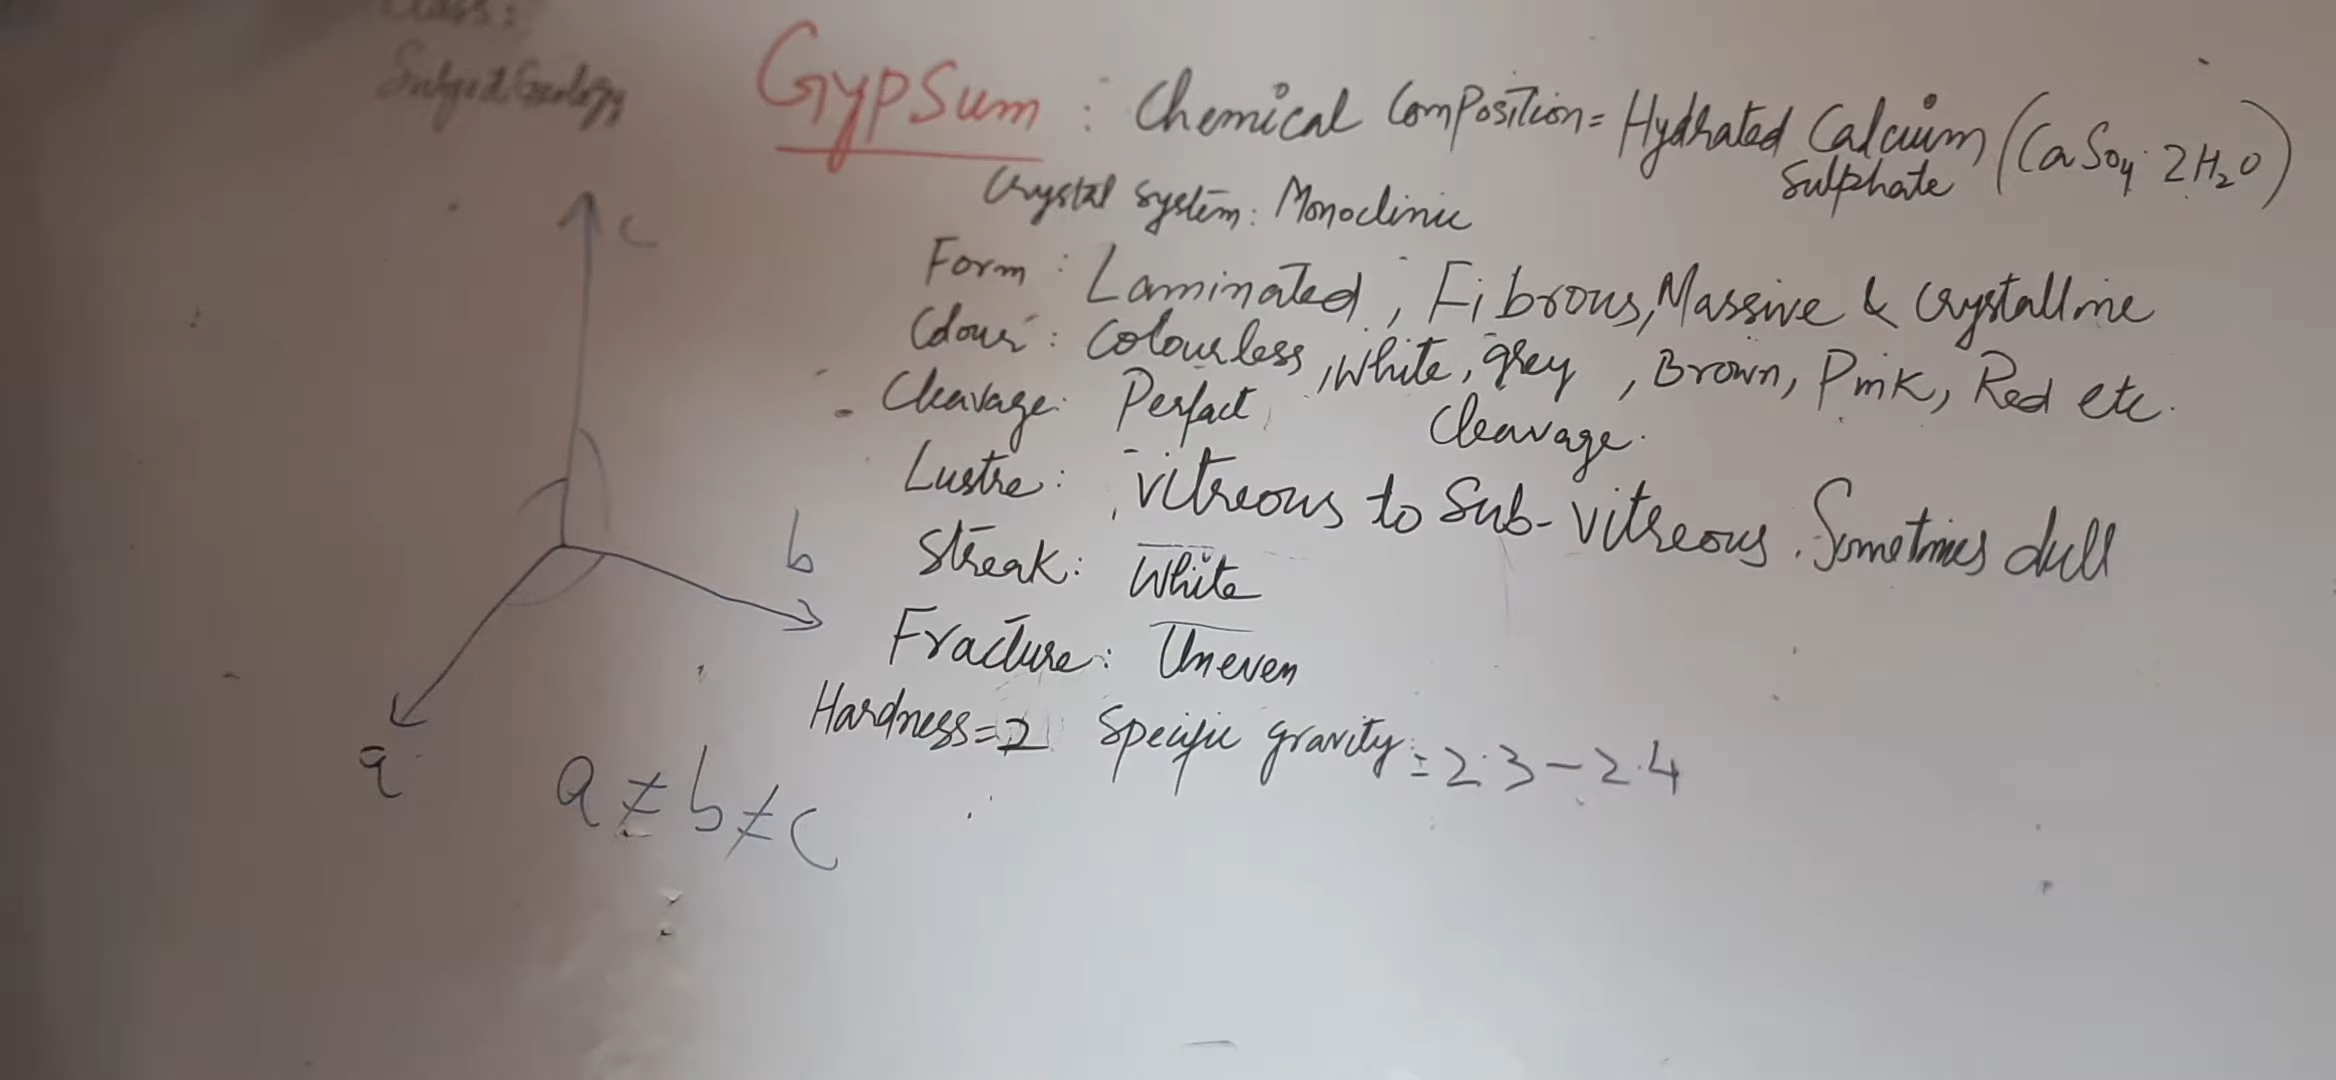 Class:
Subject Geology
Gypsum : Chemical Composition = Hydrated Calcium Sulphate (CaSo4. 2H2O)
Crystal system: Monoclinic
Form : Laminated, Fibrous, Massive & Crystalline
Colour : Colourless, White, grey, Brown, Pink, Red etc.
Cleavage: Perfact Cleavage.
Lustre: Vitreous to Sub-Vitreous. Sometimes dull
Streak: White
Fracture: Uneven
Hardness=2 Specific gravity = 2.3-2.4
c
b
a
a ≠ b ≠ c